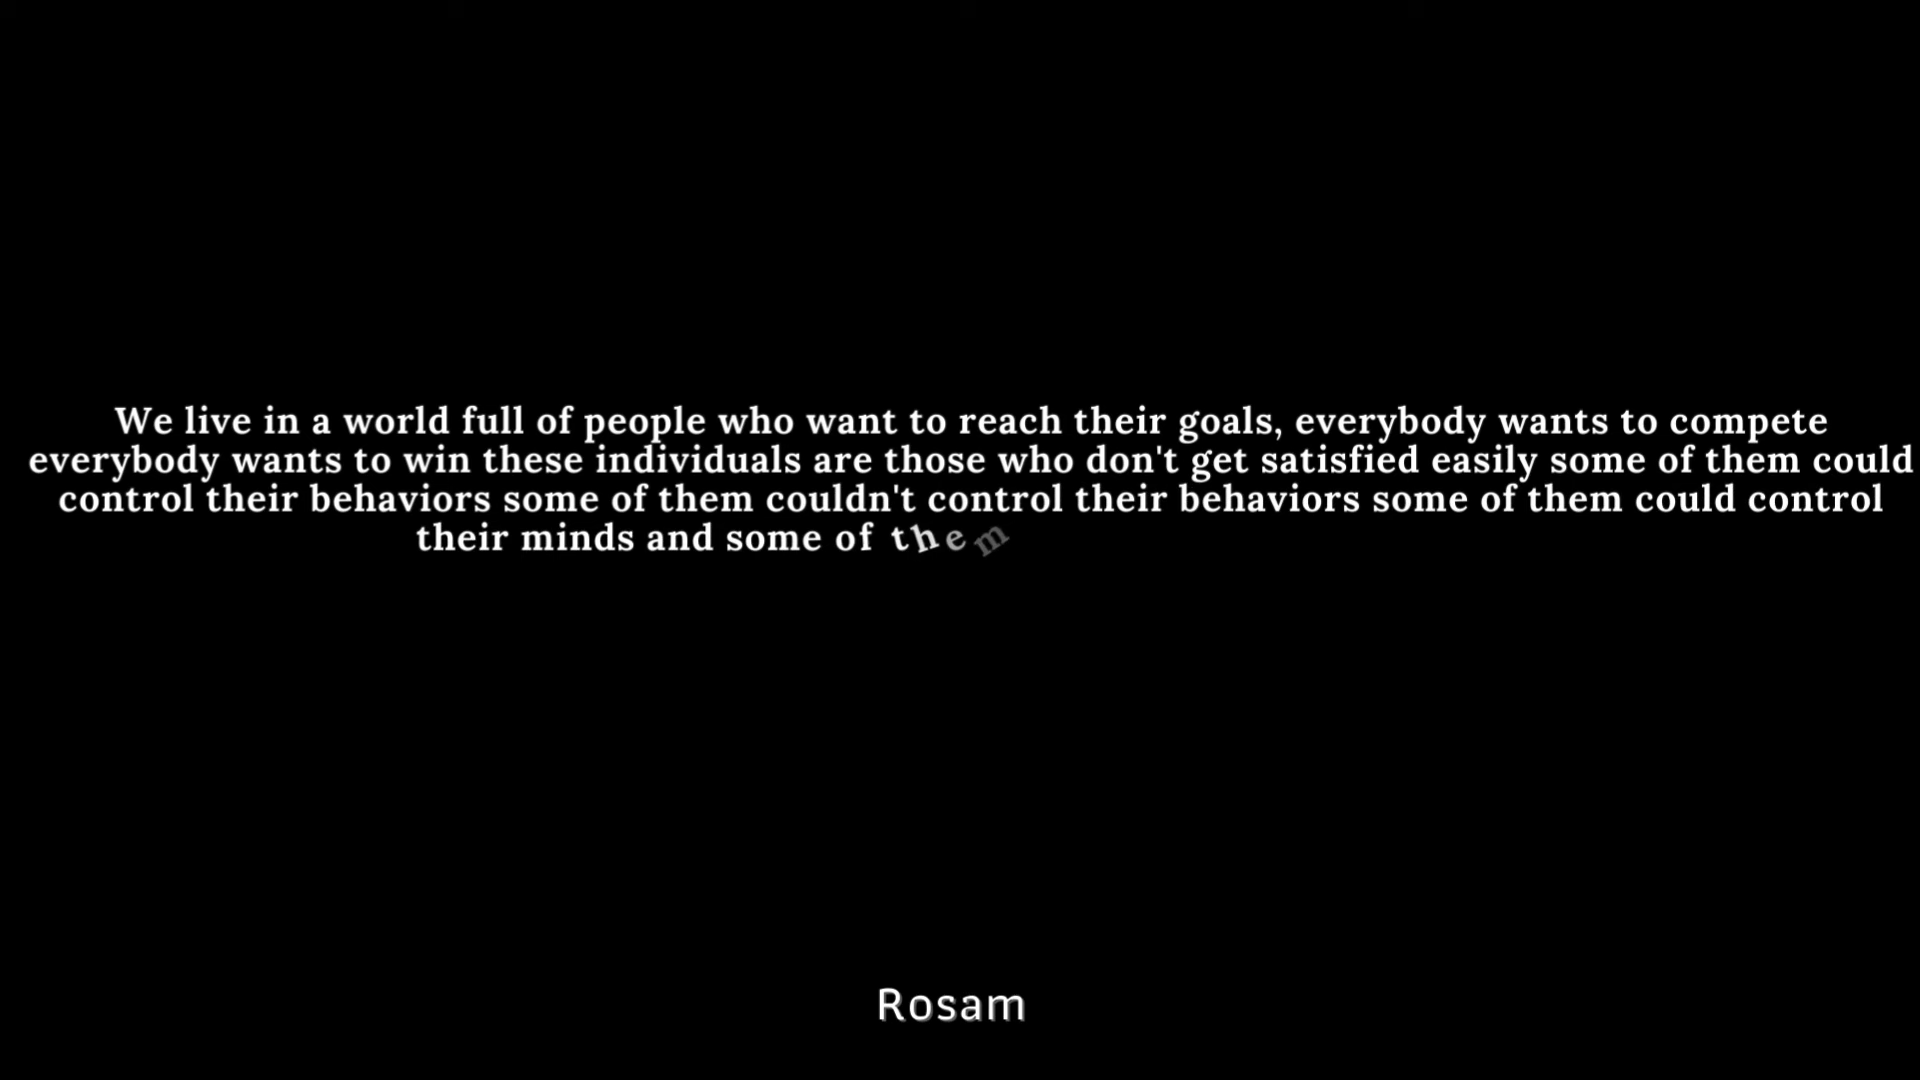 We live in a world full of people who want to reach their goals, everybody wants to compete
everybody wants to win these individuals are those who don't get satisfied easily some of them could
control their behaviors some of them couldn't control their behaviors some of them could control
their minds and some of them
Rosam